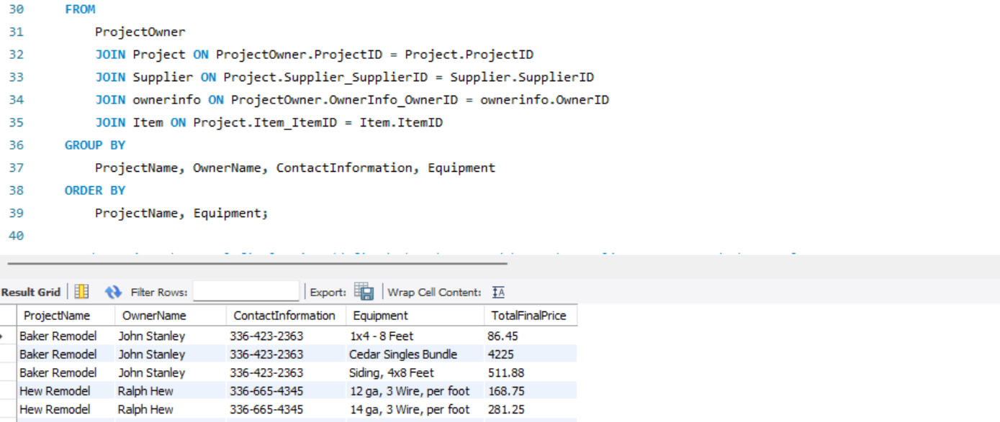 30 FROM
31 ProjectOwner
32 JOIN Project ON ProjectOwner.ProjectID = Project.ProjectID
33 JOIN Supplier ON Project.Supplier_SupplierID = Supplier.SupplierID
34 JOIN ownerinfo ON ProjectOwner.OwnerInfo_OwnerID = ownerinfo.OwnerID
35 JOIN Item ON Project.Item_ItemID = Item.ItemID
36 GROUP BY
37 ProjectName, OwnerName, ContactInformation, Equipment
38 ORDER BY
39 ProjectName, Equipment;
40
Result Grid Filter Rows: Export: Wrap Cell Content: IA
ProjectName OwnerName ContactInformation Equipment TotalFinalPrice
Baker Remodel John Stanley 336-423-2363 1x4 - 8 Feet 86.45
Baker Remodel John Stanley 336-423-2363 Cedar Singles Bundle 4225
Baker Remodel John Stanley 336-423-2363 Siding, 4x8 Feet 511.88
Hew Remodel Ralph Hew 336-665-4345 12 ga, 3 Wire, per foot 168.75
Hew Remodel Ralph Hew 336-665-4345 14 ga, 3 Wire, per foot 281.25